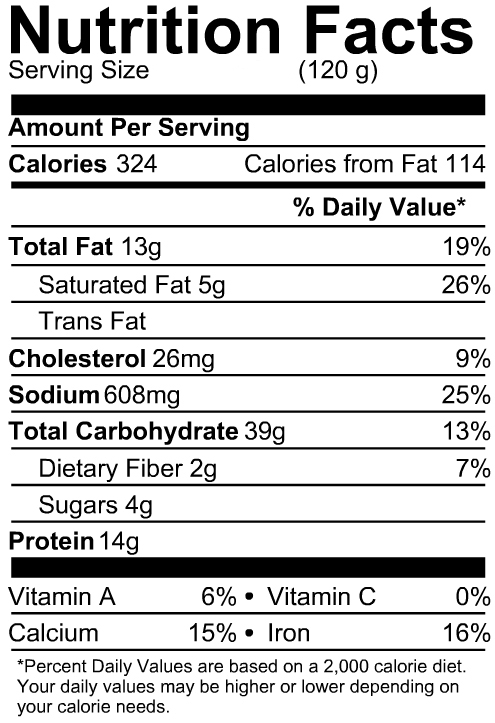 Nutrition Facts
Serving Size (120 g)
Amount Per Serving
Calories 324 Calories from Fat 114
% Daily Value*
Total Fat 13g 19%
Saturated Fat 5g 26%
Trans Fat
Cholesterol 26mg 9%
Sodium 608mg 25%
Total Carbohydrate 39g 13%
Dietary Fiber 2g 7%
Sugars 4g
Protein 14g
Vitamin A 6% • Vitamin C 0%
Calcium 15% • Iron 16%
*Percent Daily Values are based on a 2,000 calorie diet.
Your daily values may be higher or lower depending on
your calorie needs.